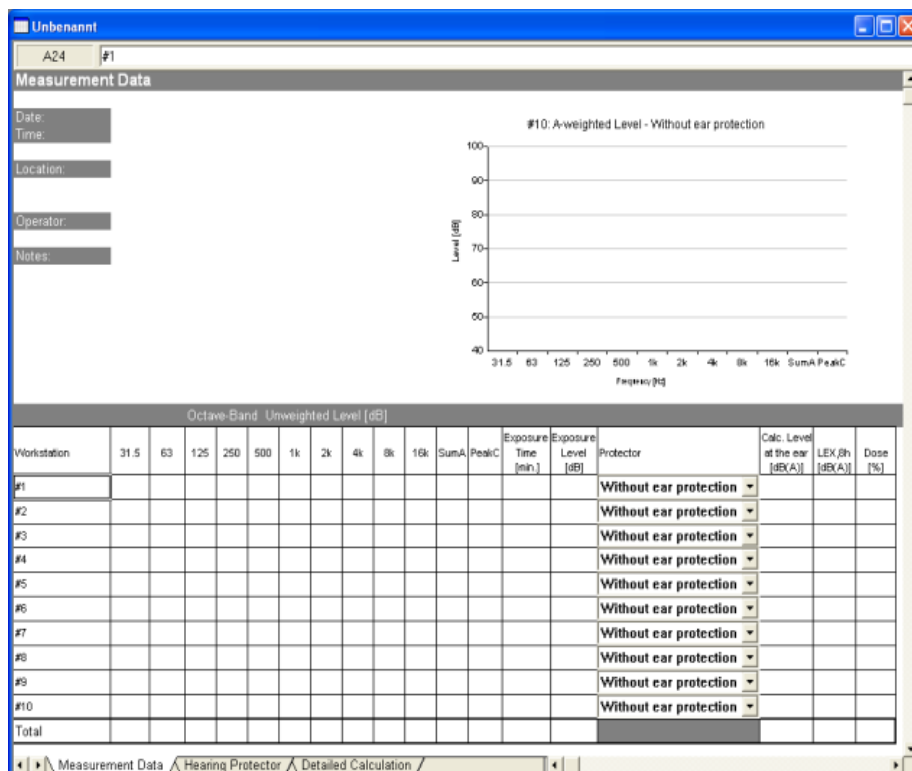 Unbenannt
A24 #1
Measurement Data
Date:
Time:
Location:
Operator:
Notes:
#10: A-weighted Level - Without ear protection
100
90
80
70
60
50
40
Level [dB]
31.5 63 125 250 500 1k 2k 4k 8k 16k SumA PeakC
Frequency [Hz]
Octave-Band Unweighted Level [dB]
Workstation 31.5 63 125 250 500 1k 2k 4k 8k 16k SumA PeakC Exposure Time [min.] Exposure Level [dB] Protector Calc. Level at the ear [dB(A)] LEX,8h [dB(A)] Dose [%]
#1 Without ear protection
#2 Without ear protection
#3 Without ear protection
#4 Without ear protection
#5 Without ear protection
#6 Without ear protection
#7 Without ear protection
#8 Without ear protection
#9 Without ear protection
#10 Without ear protection
Total
Measurement Data Hearing Protector Detailed Calculation